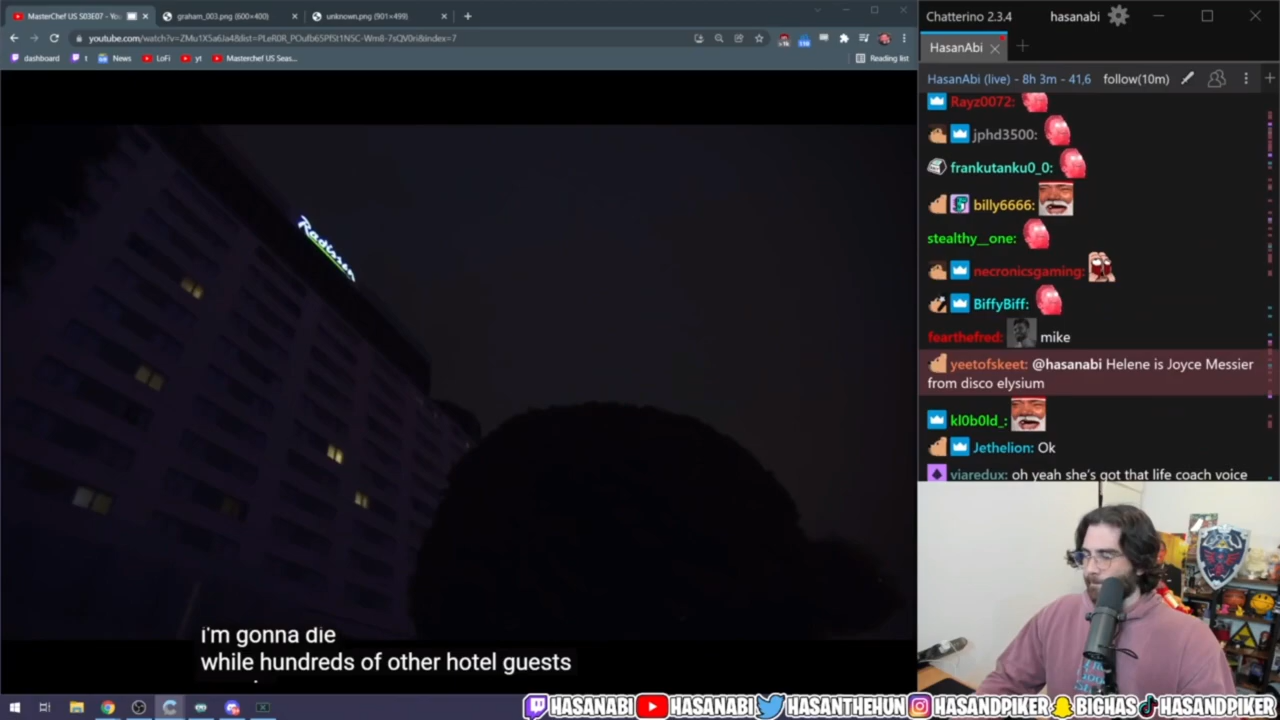 MasterChef US S03E07 - You
graham_003.png (600×400)
unknown.png (901×499)
youtube.com/watch?v=ZMu1X5a6Ja4&list=PLeR0R_POufb65PfSt1NSC-Wm8-7sQV0ri&index=7
dashboard
t
News
LoFi
yt
Masterchef US Seas...
Reading list
Radisson
i'm gonna die
while hundreds of other hotel guests
Chatterino 2.3.4
hasanabi
HasanAbi
HasanAbi (live) - 8h 3m - 41,6
follow(10m)
Rayz0072:
jphd3500:
frankutanku0_0:
billy6666:
stealthy__one:
necronicsgaming:
BiffyBiff:
fearthefred: mike
yeetofskeet: @hasanabi Helene is Joyce Messier
from disco elysium
kl0b0ld_:
Jethelion: Ok
viaredux: oh yeah she's got that life coach voice
HASANABI HASANABI HASANTHEHUN HASANDPIKER BIGHAS HASANDPIKER